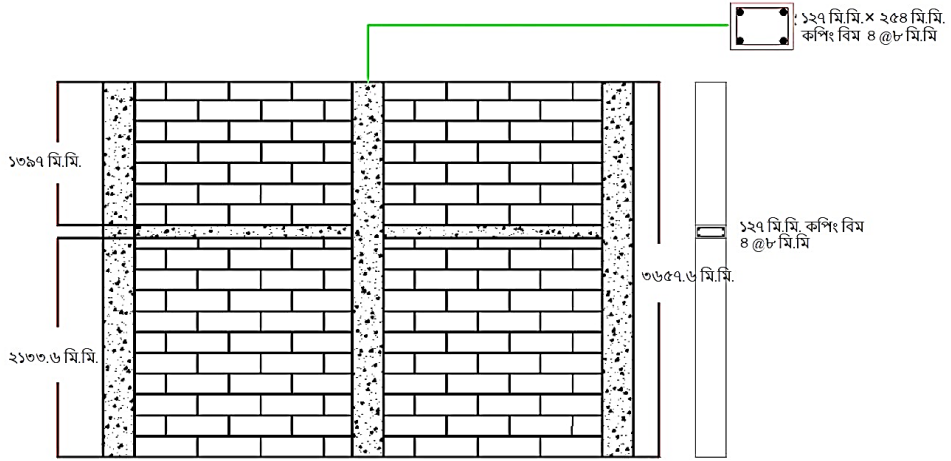 ১২৭ মি.মি.× ২৫৪ মি.মি.
কপিং বিম ৪ @৮ মি.মি
১৩৯৭ মি.মি.
১২৭ মি.মি. কপিং বিম
৪ @৮ মি.মি
৩৬৫৭.৬ মি.মি.
২১৩৩.৬ মি.মি.